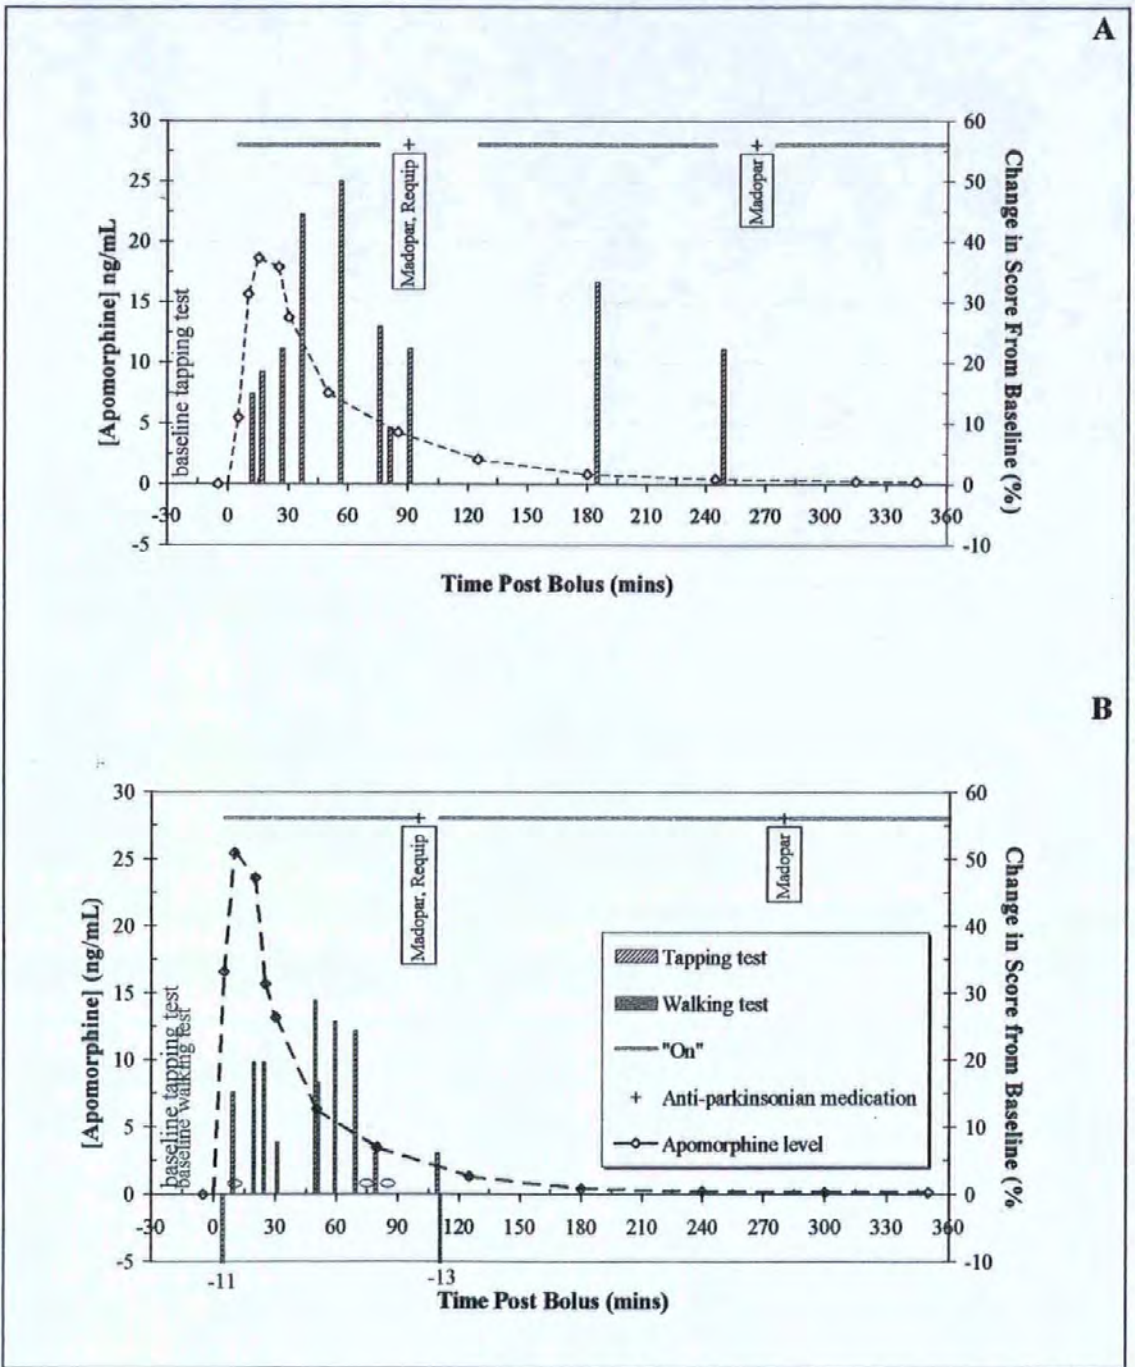 A
30
25
20
15
10
5
0
-5
[Apomorphine] ng/mL
baseline tapping test
Madopar, Requip
Madopar
60
50
40
30
20
10
0
-10
Change in Score From Baseline (%)
-30 0 30 60 90 120 150 180 210 240 270 300 330 360
Time Post Bolus (mins)
B
30
25
20
15
10
5
0
-5
[Apomorphine] (ng/mL)
baseline tapping test
baseline walking test
Madopar, Requip
Madopar
Tapping test
Walking test
"On"
Anti-parkinsonian medication
Apomorphine level
60
50
40
30
20
10
0
-10
Change in Score from Baseline (%
-30 0 30 60 90 120 150 180 210 240 270 300 330 360
-11
-13
Time Post Bolus (mins)